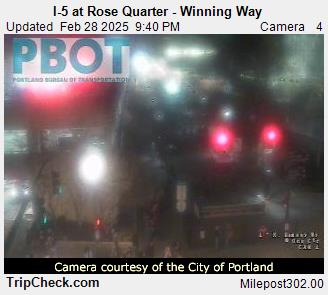 I-5 at Rose Quarter - Winning Way
Updated Feb 28 2025 9:40 PM Camera 4
PBOT
PORTLAND BUREAU OF TRANSPORTATION
Camera courtesy of the City of Portland
TripCheck.com Milepost302.00